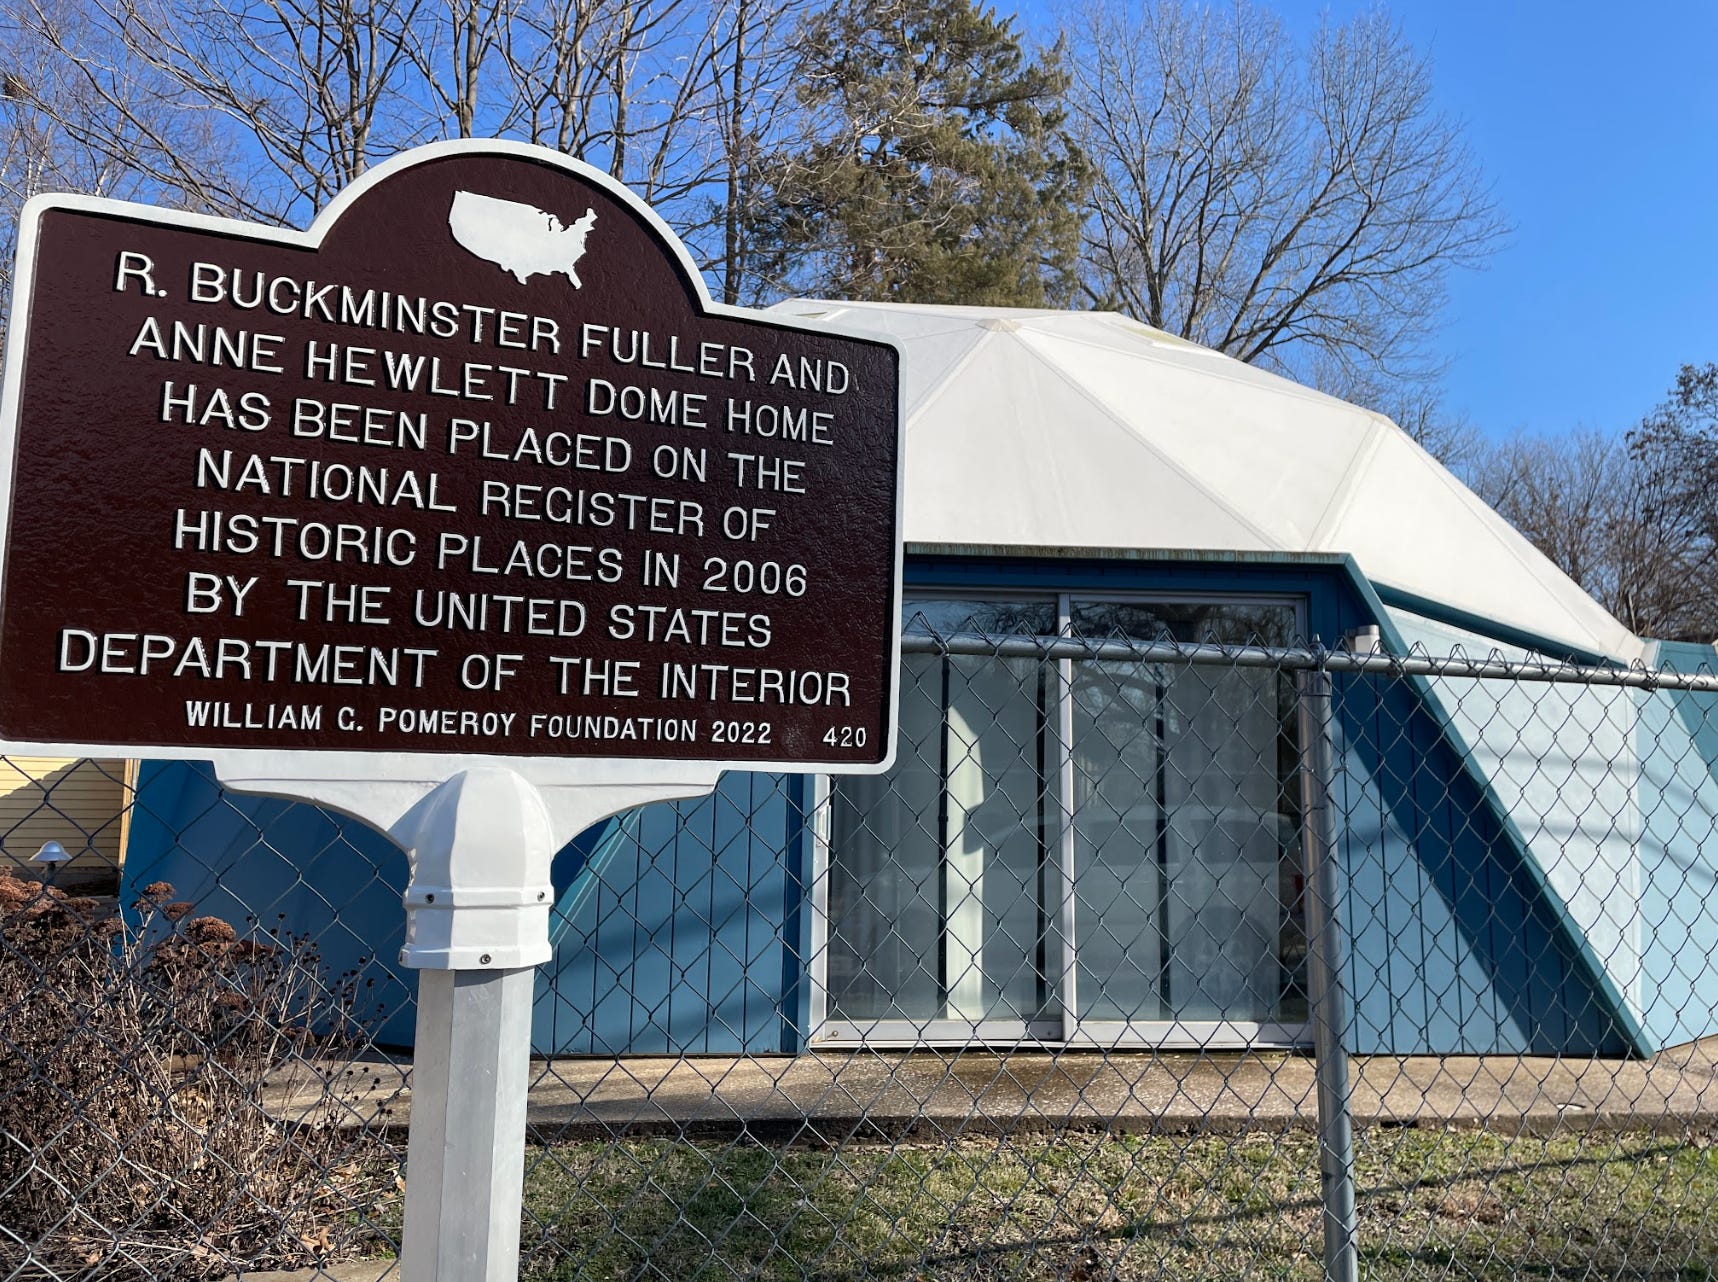 R. BUCKMINSTER FULLER AND
ANNE HEWLETT DOME HOME
HAS BEEN PLACED ON THE
NATIONAL REGISTER OF
HISTORIC PLACES IN 2006
BY THE UNITED STATES
DEPARTMENT OF THE INTERIOR
WILLIAM G. POMEROY FOUNDATION 2022 420